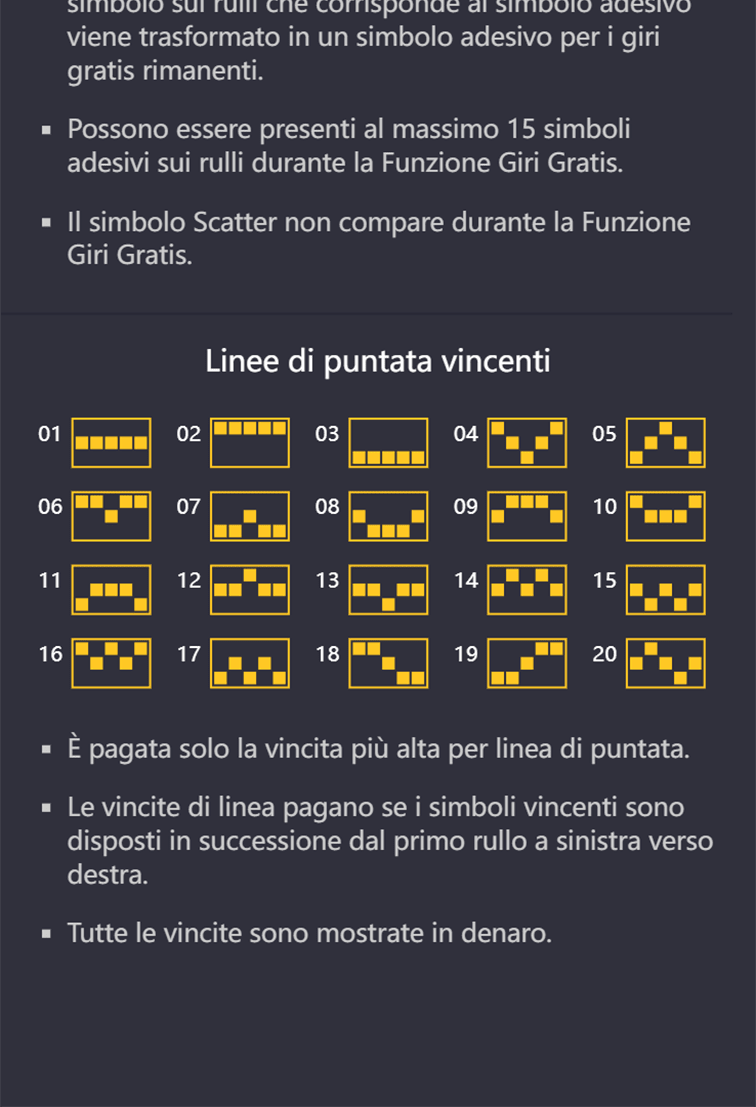 simbolo sui rulli che corrisponde al simbolo adesivo
viene trasformato in un simbolo adesivo per i giri
gratis rimanenti.
▪ Possono essere presenti al massimo 15 simboli
adesivi sui rulli durante la Funzione Giri Gratis.
▪ Il simbolo Scatter non compare durante la Funzione
Giri Gratis.
Linee di puntata vincenti
01 02 03 04 05
06 07 08 09 10
11 12 13 14 15
16 17 18 19 20
▪ È pagata solo la vincita più alta per linea di puntata.
▪ Le vincite di linea pagano se i simboli vincenti sono
disposti in successione dal primo rullo a sinistra verso
destra.
▪ Tutte le vincite sono mostrate in denaro.